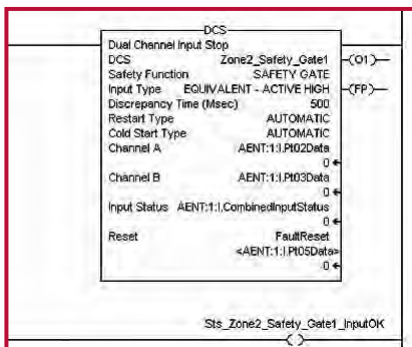 DCS
Dual Channel Input Stop
DCS Zone2_Safety_Gate1 (O1)
Safety Function SAFETY GATE
Input Type EQUIVALENT - ACTIVE HIGH (FP)
Discrepancy Time (Msec) 500
Restart Type AUTOMATIC
Cold Start Type AUTOMATIC
Channel A AENT:1:I.Pt02Data
0
Channel B AENT:1:I.Pt03Data
0
Input Status AENT:1:I.CombinedInputStatus
0
Reset FaultReset
<AENT:1:I.Pt05Data>
0
Sts_Zone2_Safety_Gate1_InputOK